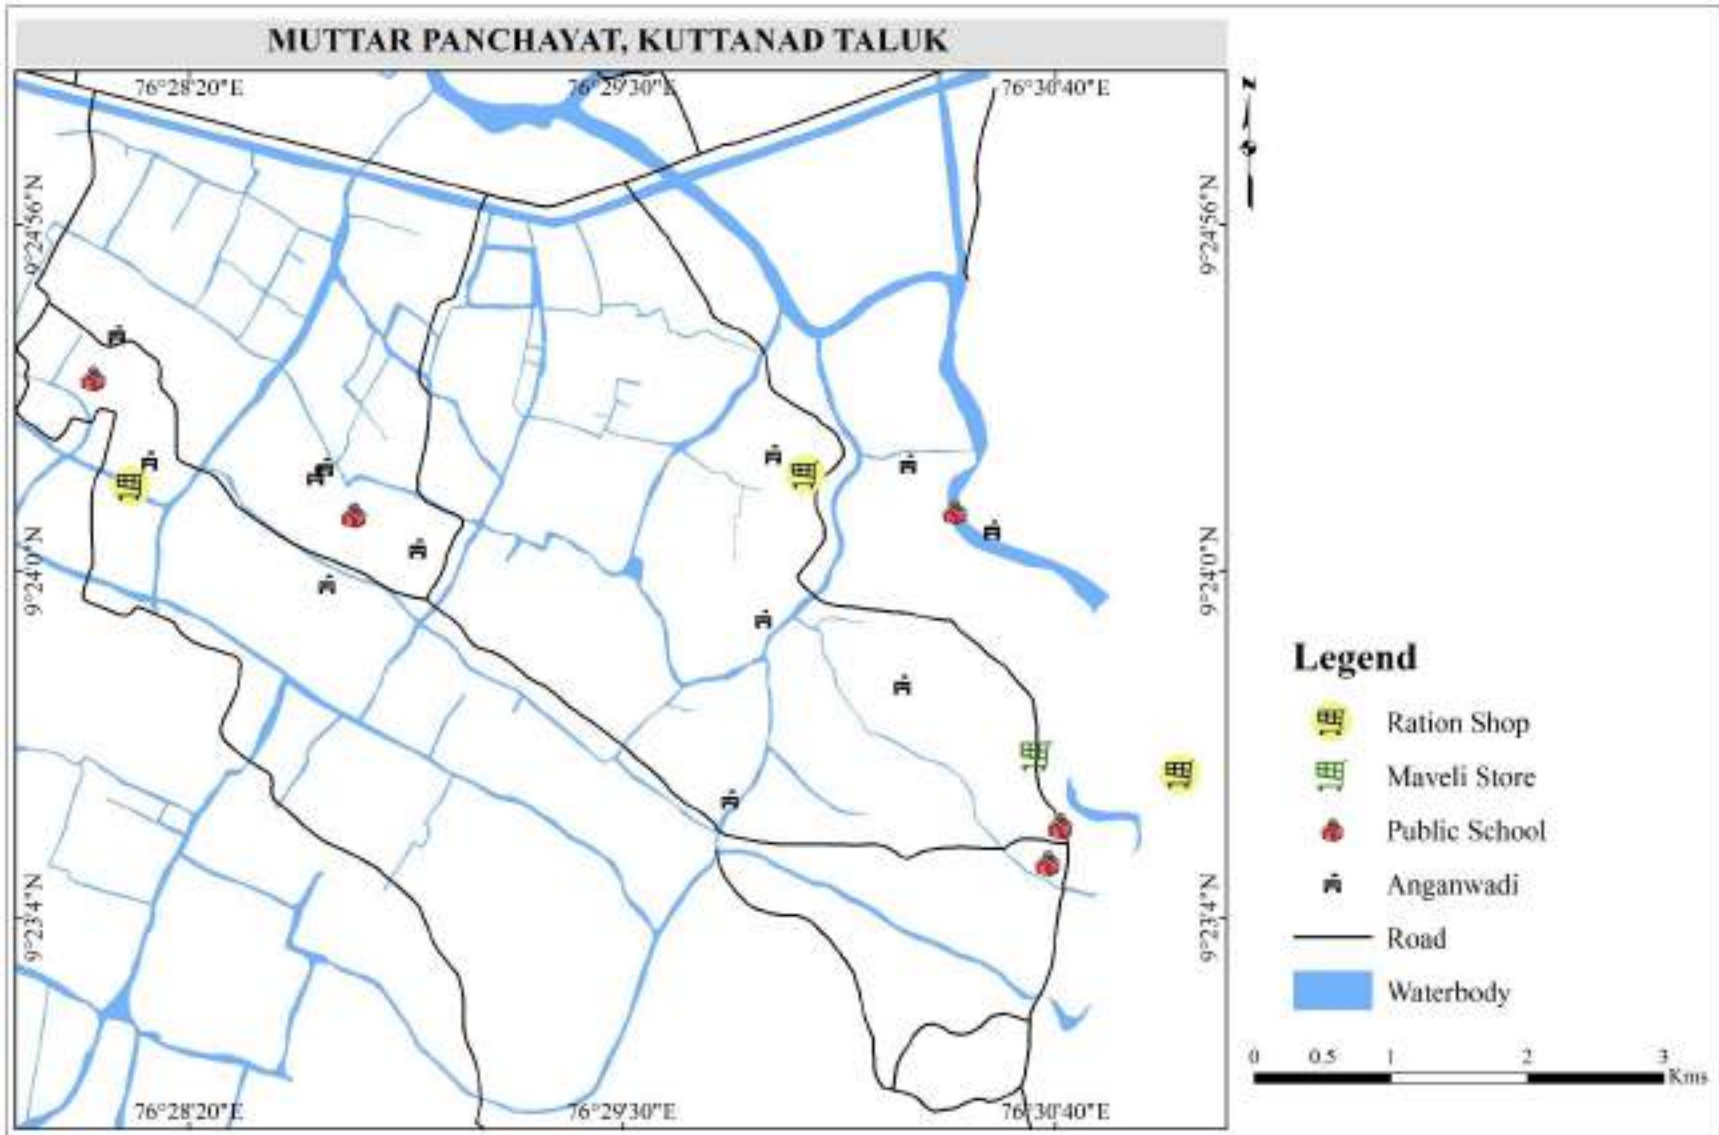 MUTTAR PANCHAYAT, KUTTANAD TALUK
76°28'20"E
76°29'30"E
76°30'40"E
N
9°24'56"N
9°24'56"N
9°24'0"N
9°24'0"N
9°23'4"N
9°23'4"N
76°28'20"E
76°29'30"E
76°30'40"E
Legend
Ration Shop
Maveli Store
Public School
Anganwadi
Road
Waterbody
0 0.5 1 2 3
Kms